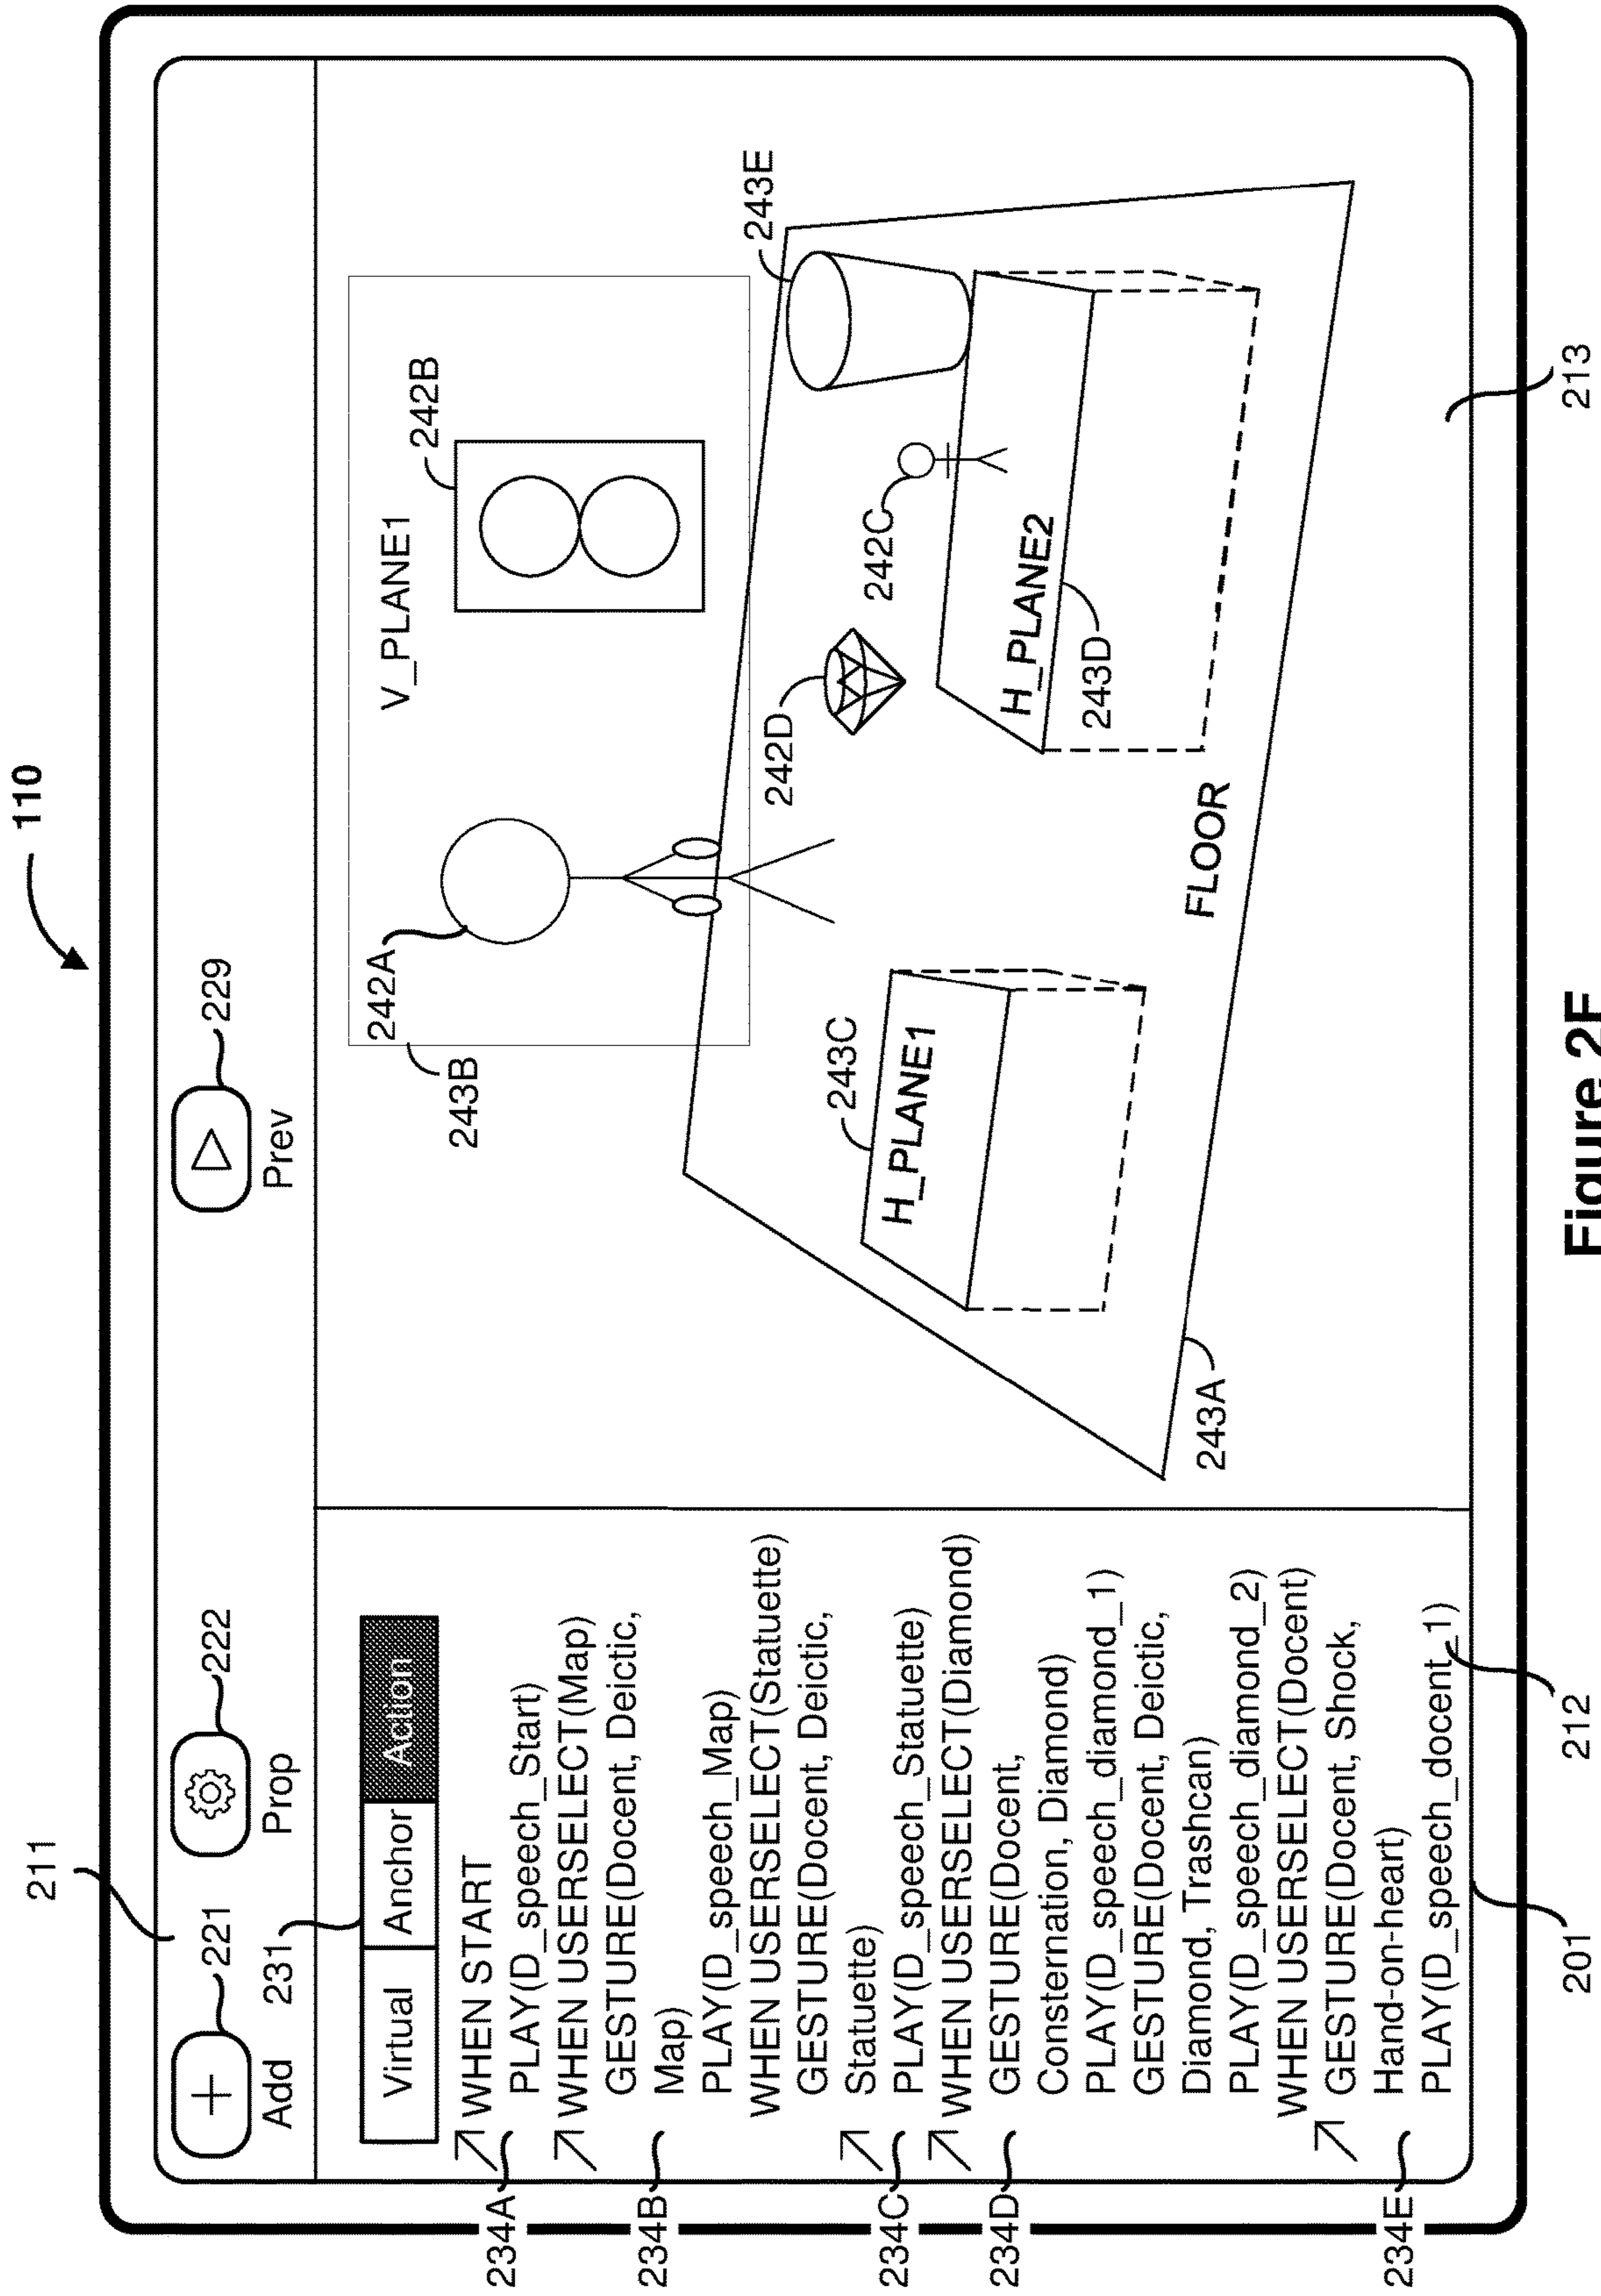 110
211
221
222
229
Add
Prop
Prev
231
Virtual
Anchor
Action
234A
WHEN START
PLAY(D_speech_Start)
WHEN USERSELECT(Map)
234B
GESTURE(Docent, Deictic,
Map)
PLAY(D_speech_Map)
WHEN USERSELECT(Statuette)
GESTURE(Docent, Deictic,
Statuette)
234C
PLAY(D_speech_Statuette)
WHEN USERSELECT(Diamond)
234D
GESTURE(Docent,
Consternation, Diamond)
PLAY(D_speech_diamond_1)
GESTURE(Docent, Deictic,
Diamond, Trashcan)
PLAY(D_speech_diamond_2)
WHEN USERSELECT(Docent)
GESTURE(Docent, Shock,
Hand-on-heart)
234E
PLAY(D_speech_docent_1)
242A
V_PLANE1
242B
243B
243E
242D
242C
243C
H_PLANE1
H_PLANE2
243D
FLOOR
243A
201
212
213
Figure